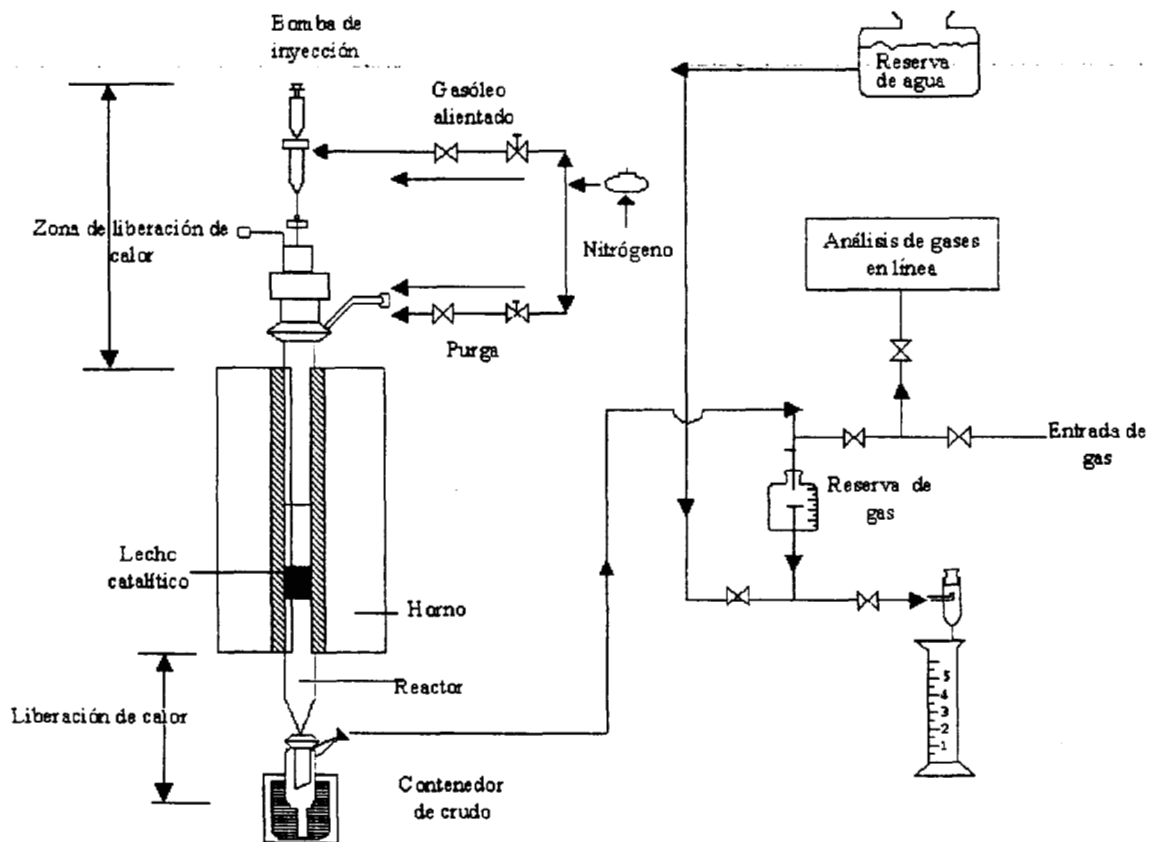 Bomba de
inyección
Reserva
de agua
Gasóleo
alientado
Zona de liberación de
calor
Nitrógeno
Análisis de gases
en línea
Purga
Entrada de
gas
Reserva de
gas
Lecho
catalítico
Horno
Reactor
Liberación de calor
Contenedor
de crudo
5
4
3
2
1